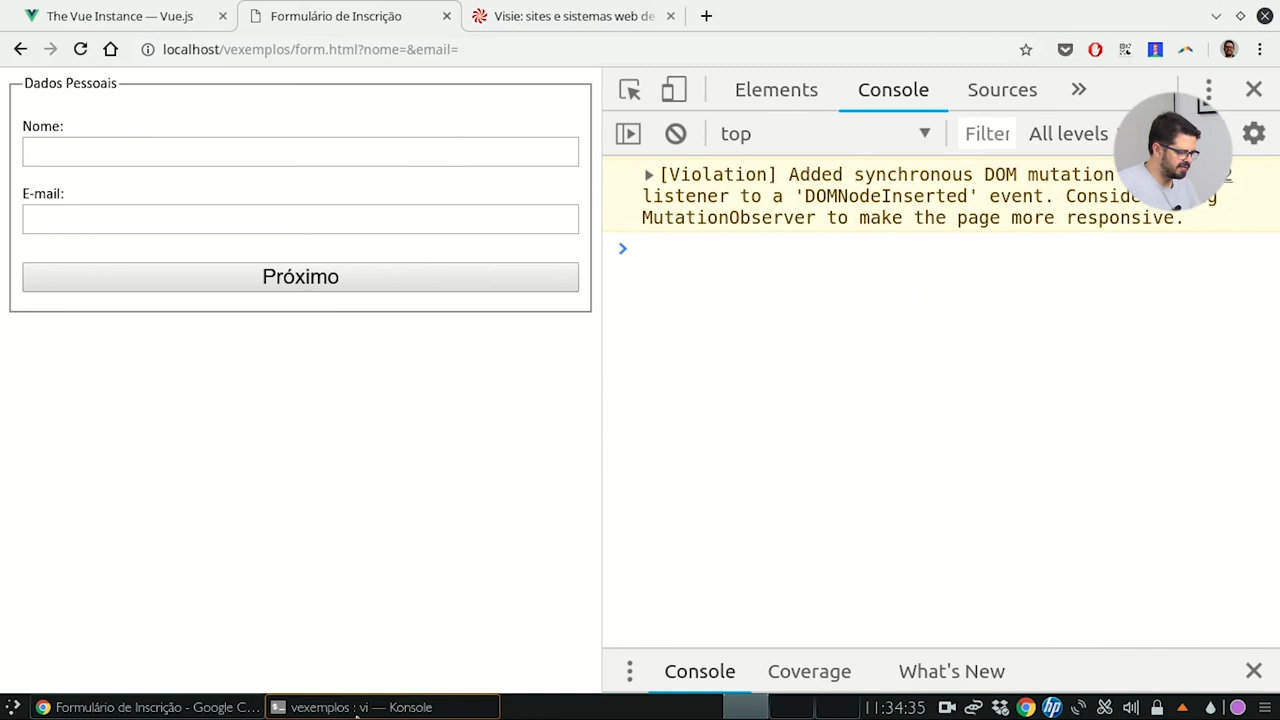 The Vue Instance — Vue.js
Formulário de Inscrição
Visie: sites e sistemas web de
localhost/vexemplos/form.html?nome=&email=
Dados Pessoais
Nome:
E-mail:
Próximo
Elements
Console
Sources
top
Filter
All levels
[Violation] Added synchronous DOM mutation
listener to a 'DOMNodeInserted' event.
MutationObserver to make the page more responsive.
Console
Coverage
What's New
Formulário de Inscrição - Google C...
vexemplos : vi — Konsole
11:34:35